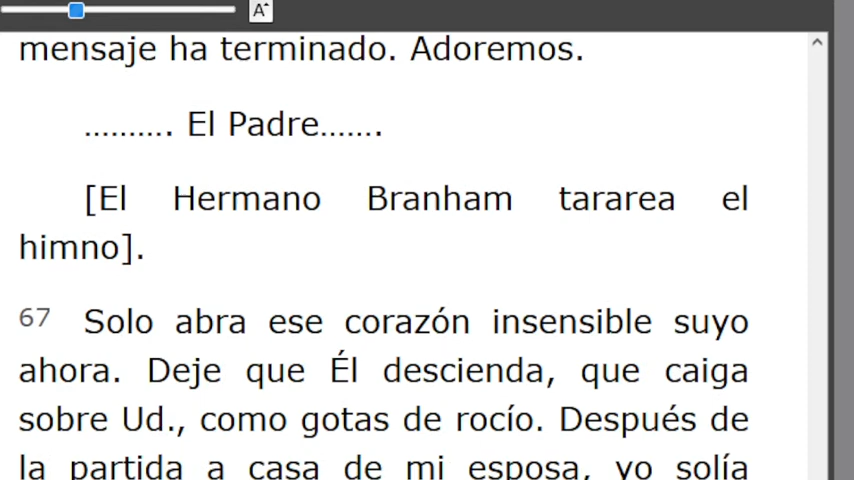 A
mensaje ha terminado. Adoremos.
.......... El Padre.......
[El Hermano Branham tararea el
himno].
67 Solo abra ese corazón insensible suyo
ahora. Deje que Él descienda, que caiga
sobre Ud., como gotas de rocío. Después de
la partida a casa de mi esposa, yo solía